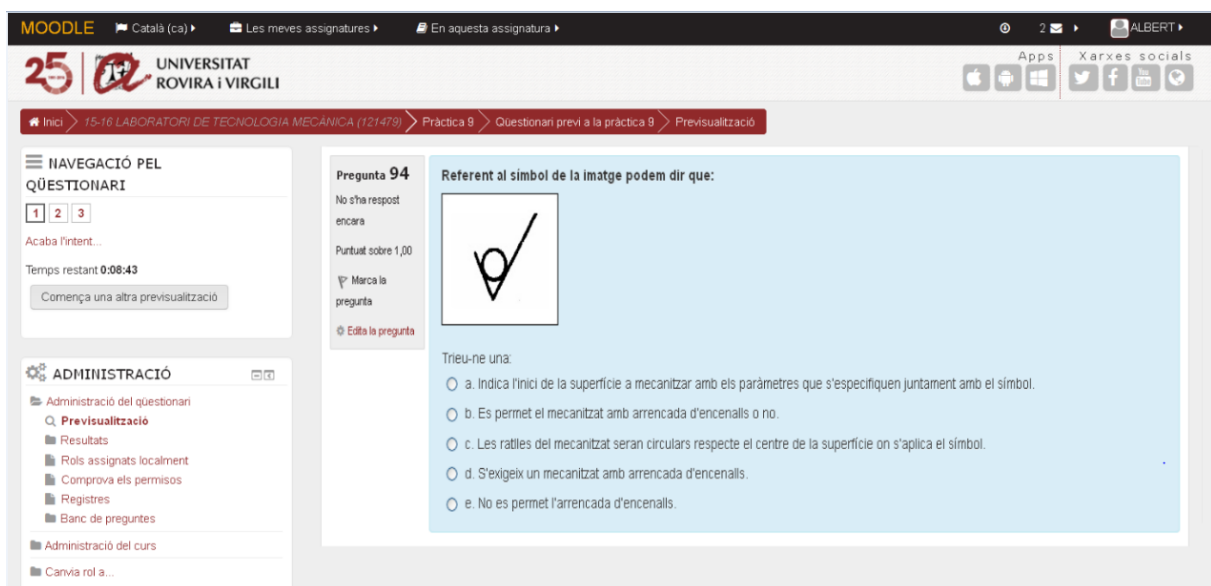 MOODLE Català (ca) Les meves assignatures En aquesta assignatura 2 ALBERT
25 UNIVERSITAT
ROVIRA i VIRGILI
Apps Xarxes socials
Inici 15-16 LABORATORI DE TECNOLOGIA MECÀNICA (121479) Pràctica 9 Qüestionari previ a la pràctica 9 Previsualització
NAVEGACIÓ PEL
QÜESTIONARI
1 2 3
Acaba l'intent...
Temps restant 0:08:43
Comença una altra previsualització
ADMINISTRACIÓ
Administració del qüestionari
Previsualització
Resultats
Rols assignats localment
Comprova els permisos
Registres
Banc de preguntes
Administració del curs
Canvia rol a...
Pregunta 94
No s'ha respost
encara
Puntuat sobre 1,00
Marca la
pregunta
Edita la pregunta
Referent al símbol de la imatge podem dir que:
Trieu-ne una:
a. Indica l'inici de la superfície a mecanitzar amb els paràmetres que s'especifiquen juntament amb el símbol.
b. Es permet el mecanitzat amb arrencada d'encenalls o no.
c. Les ratlles del mecanitzat seran circulars respecte el centre de la superfície on s'aplica el símbol.
d. S'exigeix un mecanitzat amb arrencada d'encenalls.
e. No es permet l'arrencada d'encenalls.